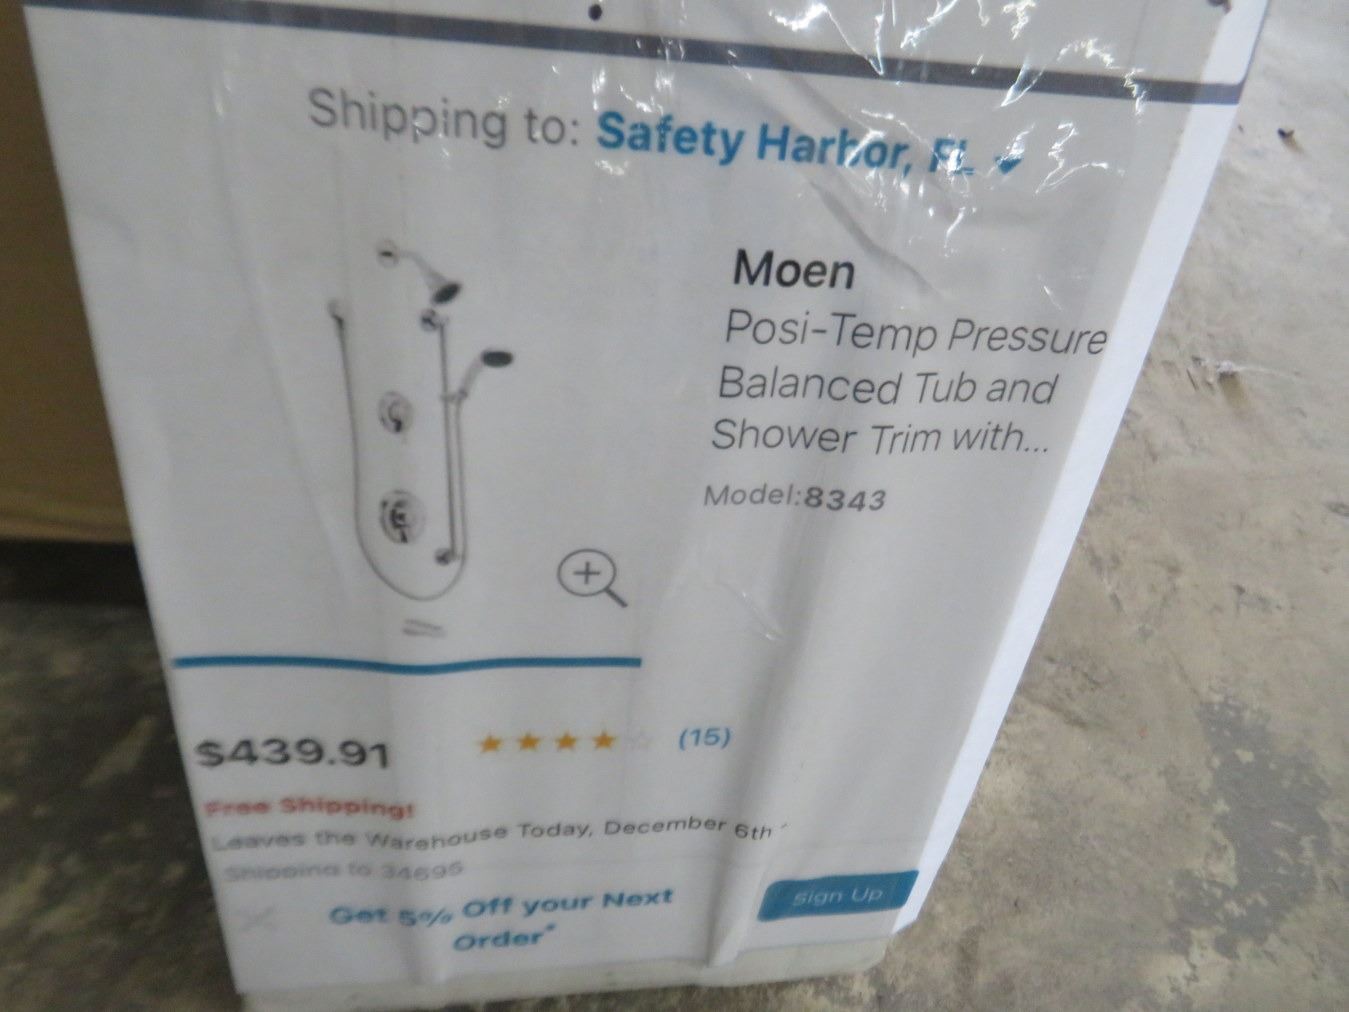 Shipping to: Safety Harbor, FL
Moen
Posi-Temp Pressure
Balanced Tub and
Shower Trim with...
Model:8343
$439.91 (15)
Free Shipping!
Leaves the Warehouse Today, December 6th
Shipping to 34695
Get 5% Off your Next
Order*
Sign Up